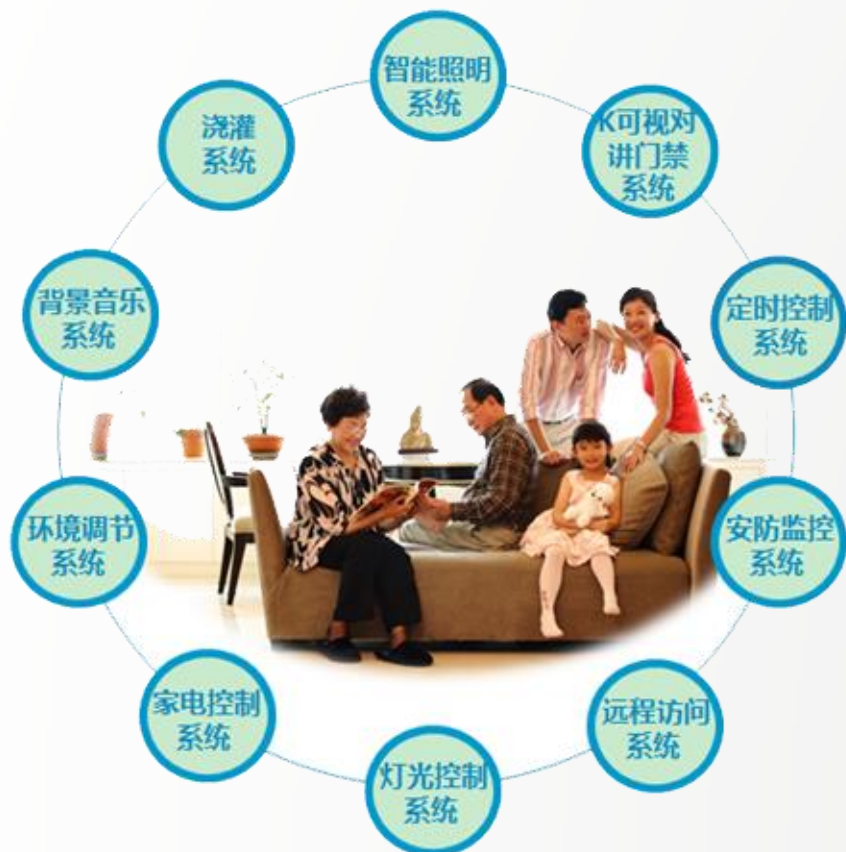 智能照明
系统
K可视对
讲门禁
系统
定时控制
系统
安防监控
系统
远程访问
系统
灯光控制
系统
家电控制
系统
环境调节
系统
背景音乐
系统
浇灌
系统